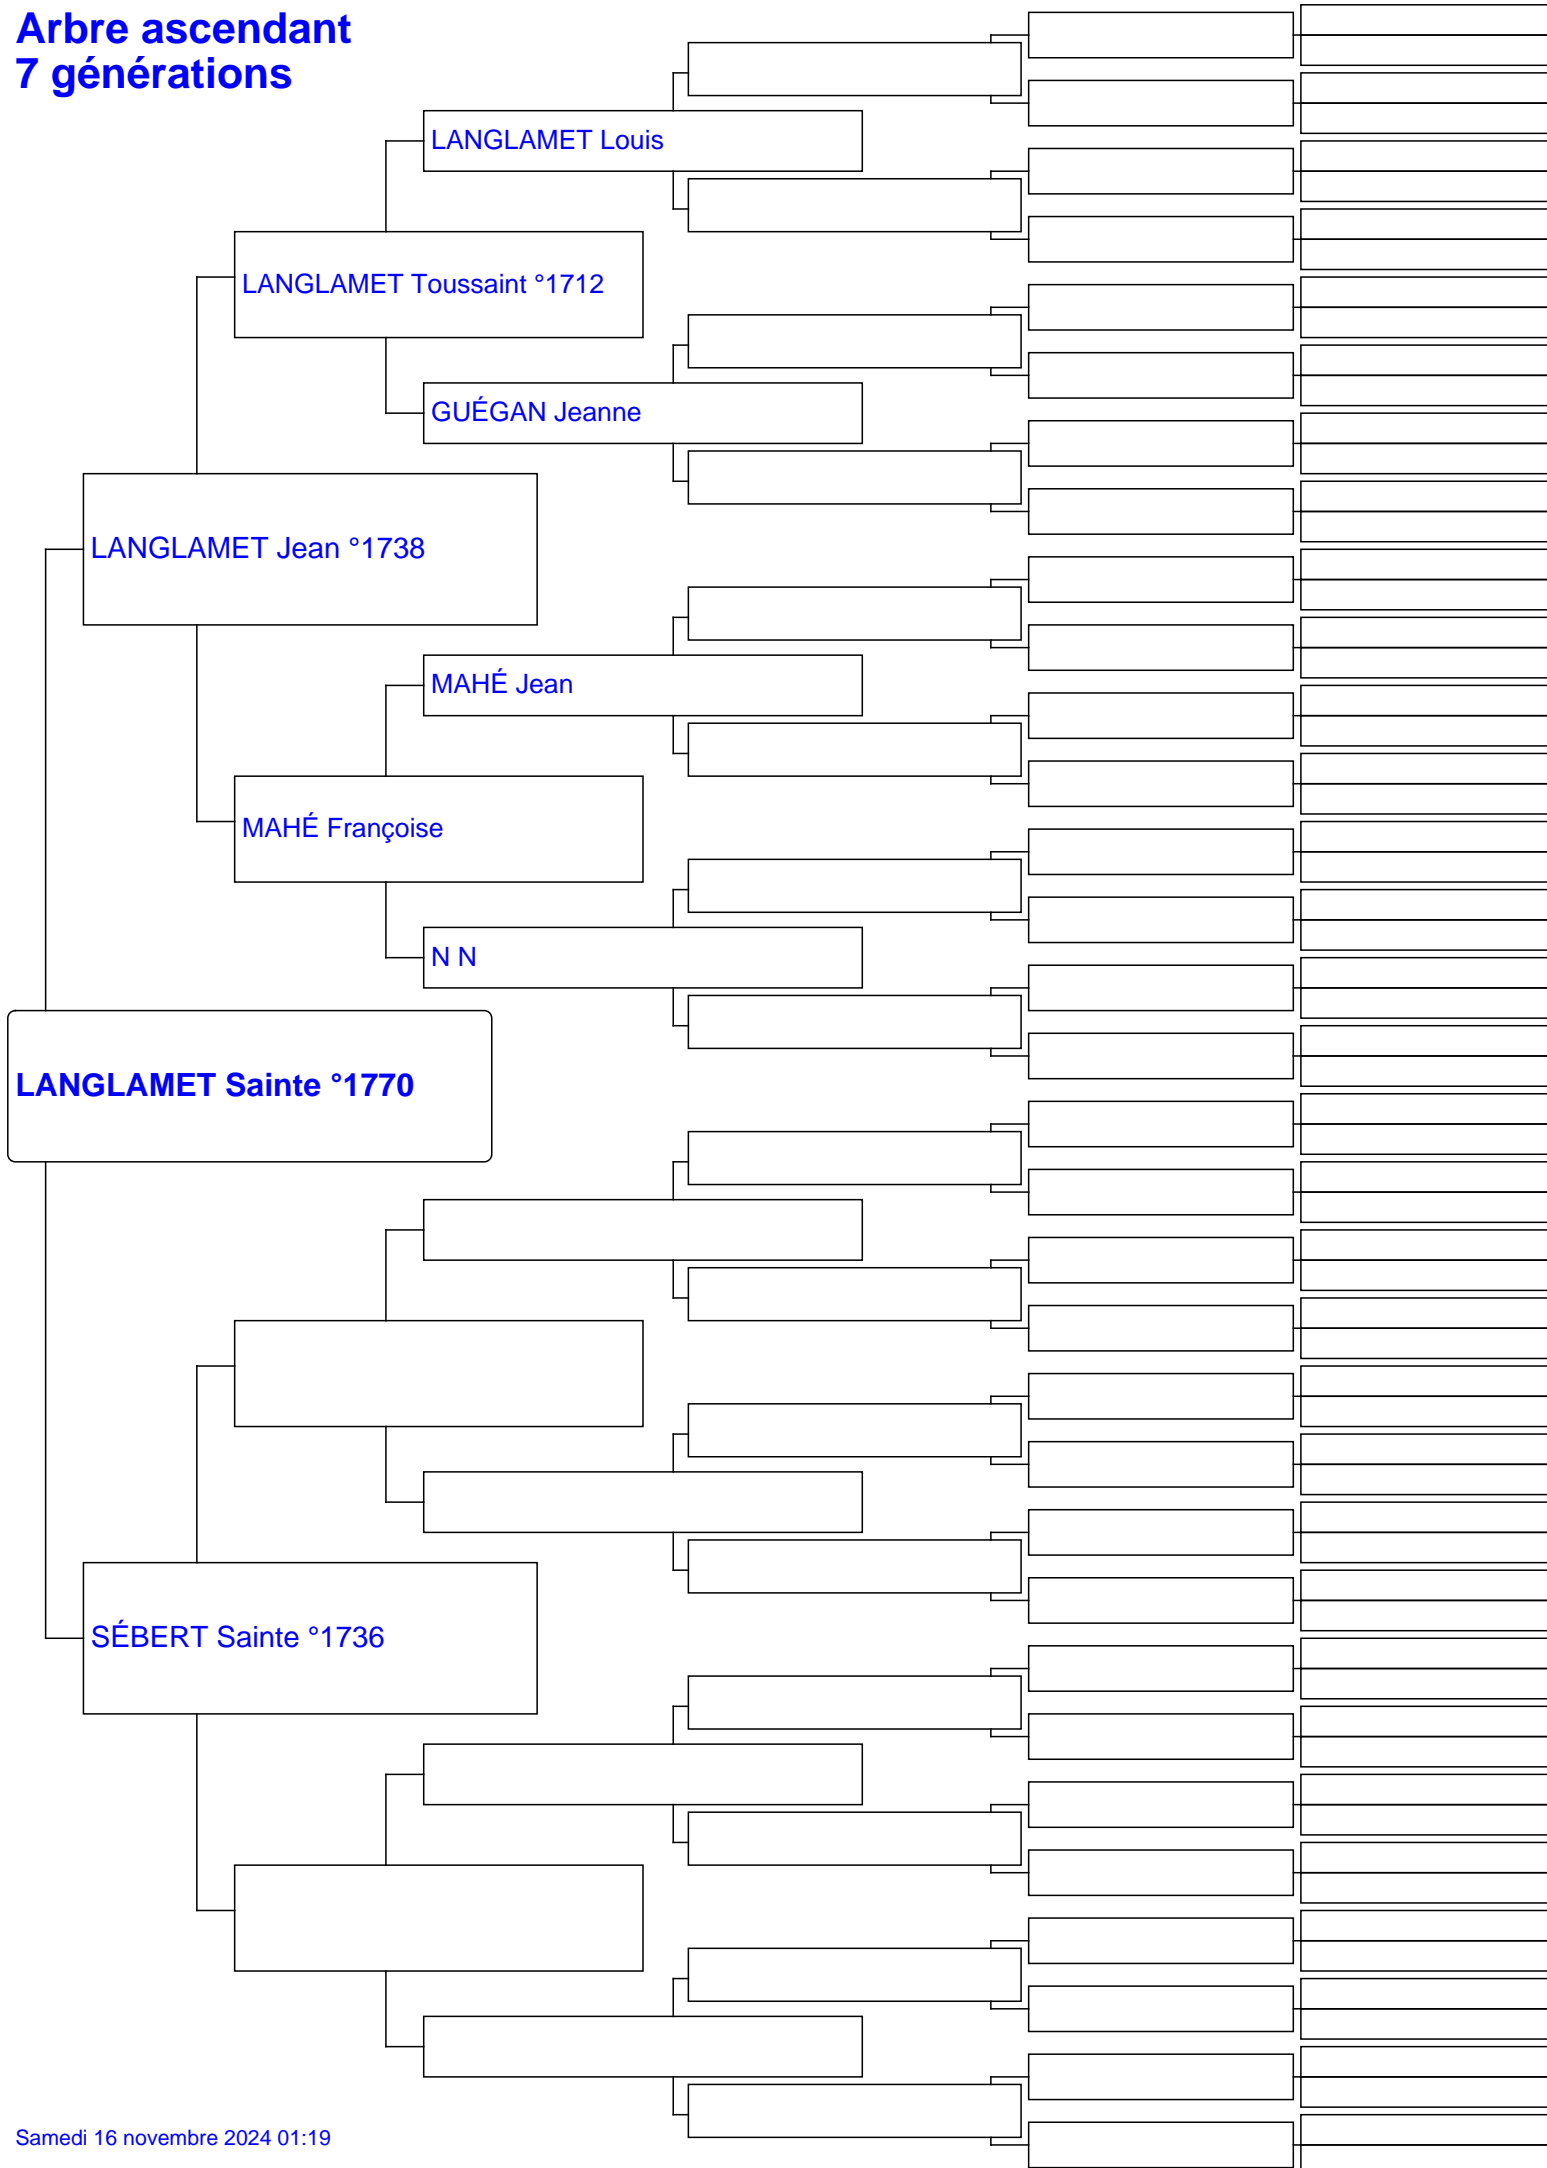 Arbre ascendant
7 générations
LANGLAMET Louis
LANGLAMET Toussaint °1712
GUÉGAN Jeanne
LANGLAMET Jean °1738
MAHÉ Jean
MAHÉ Françoise
N N
LANGLAMET Sainte °1770
SÉBERT Sainte °1736
Samedi 16 novembre 2024 01:19